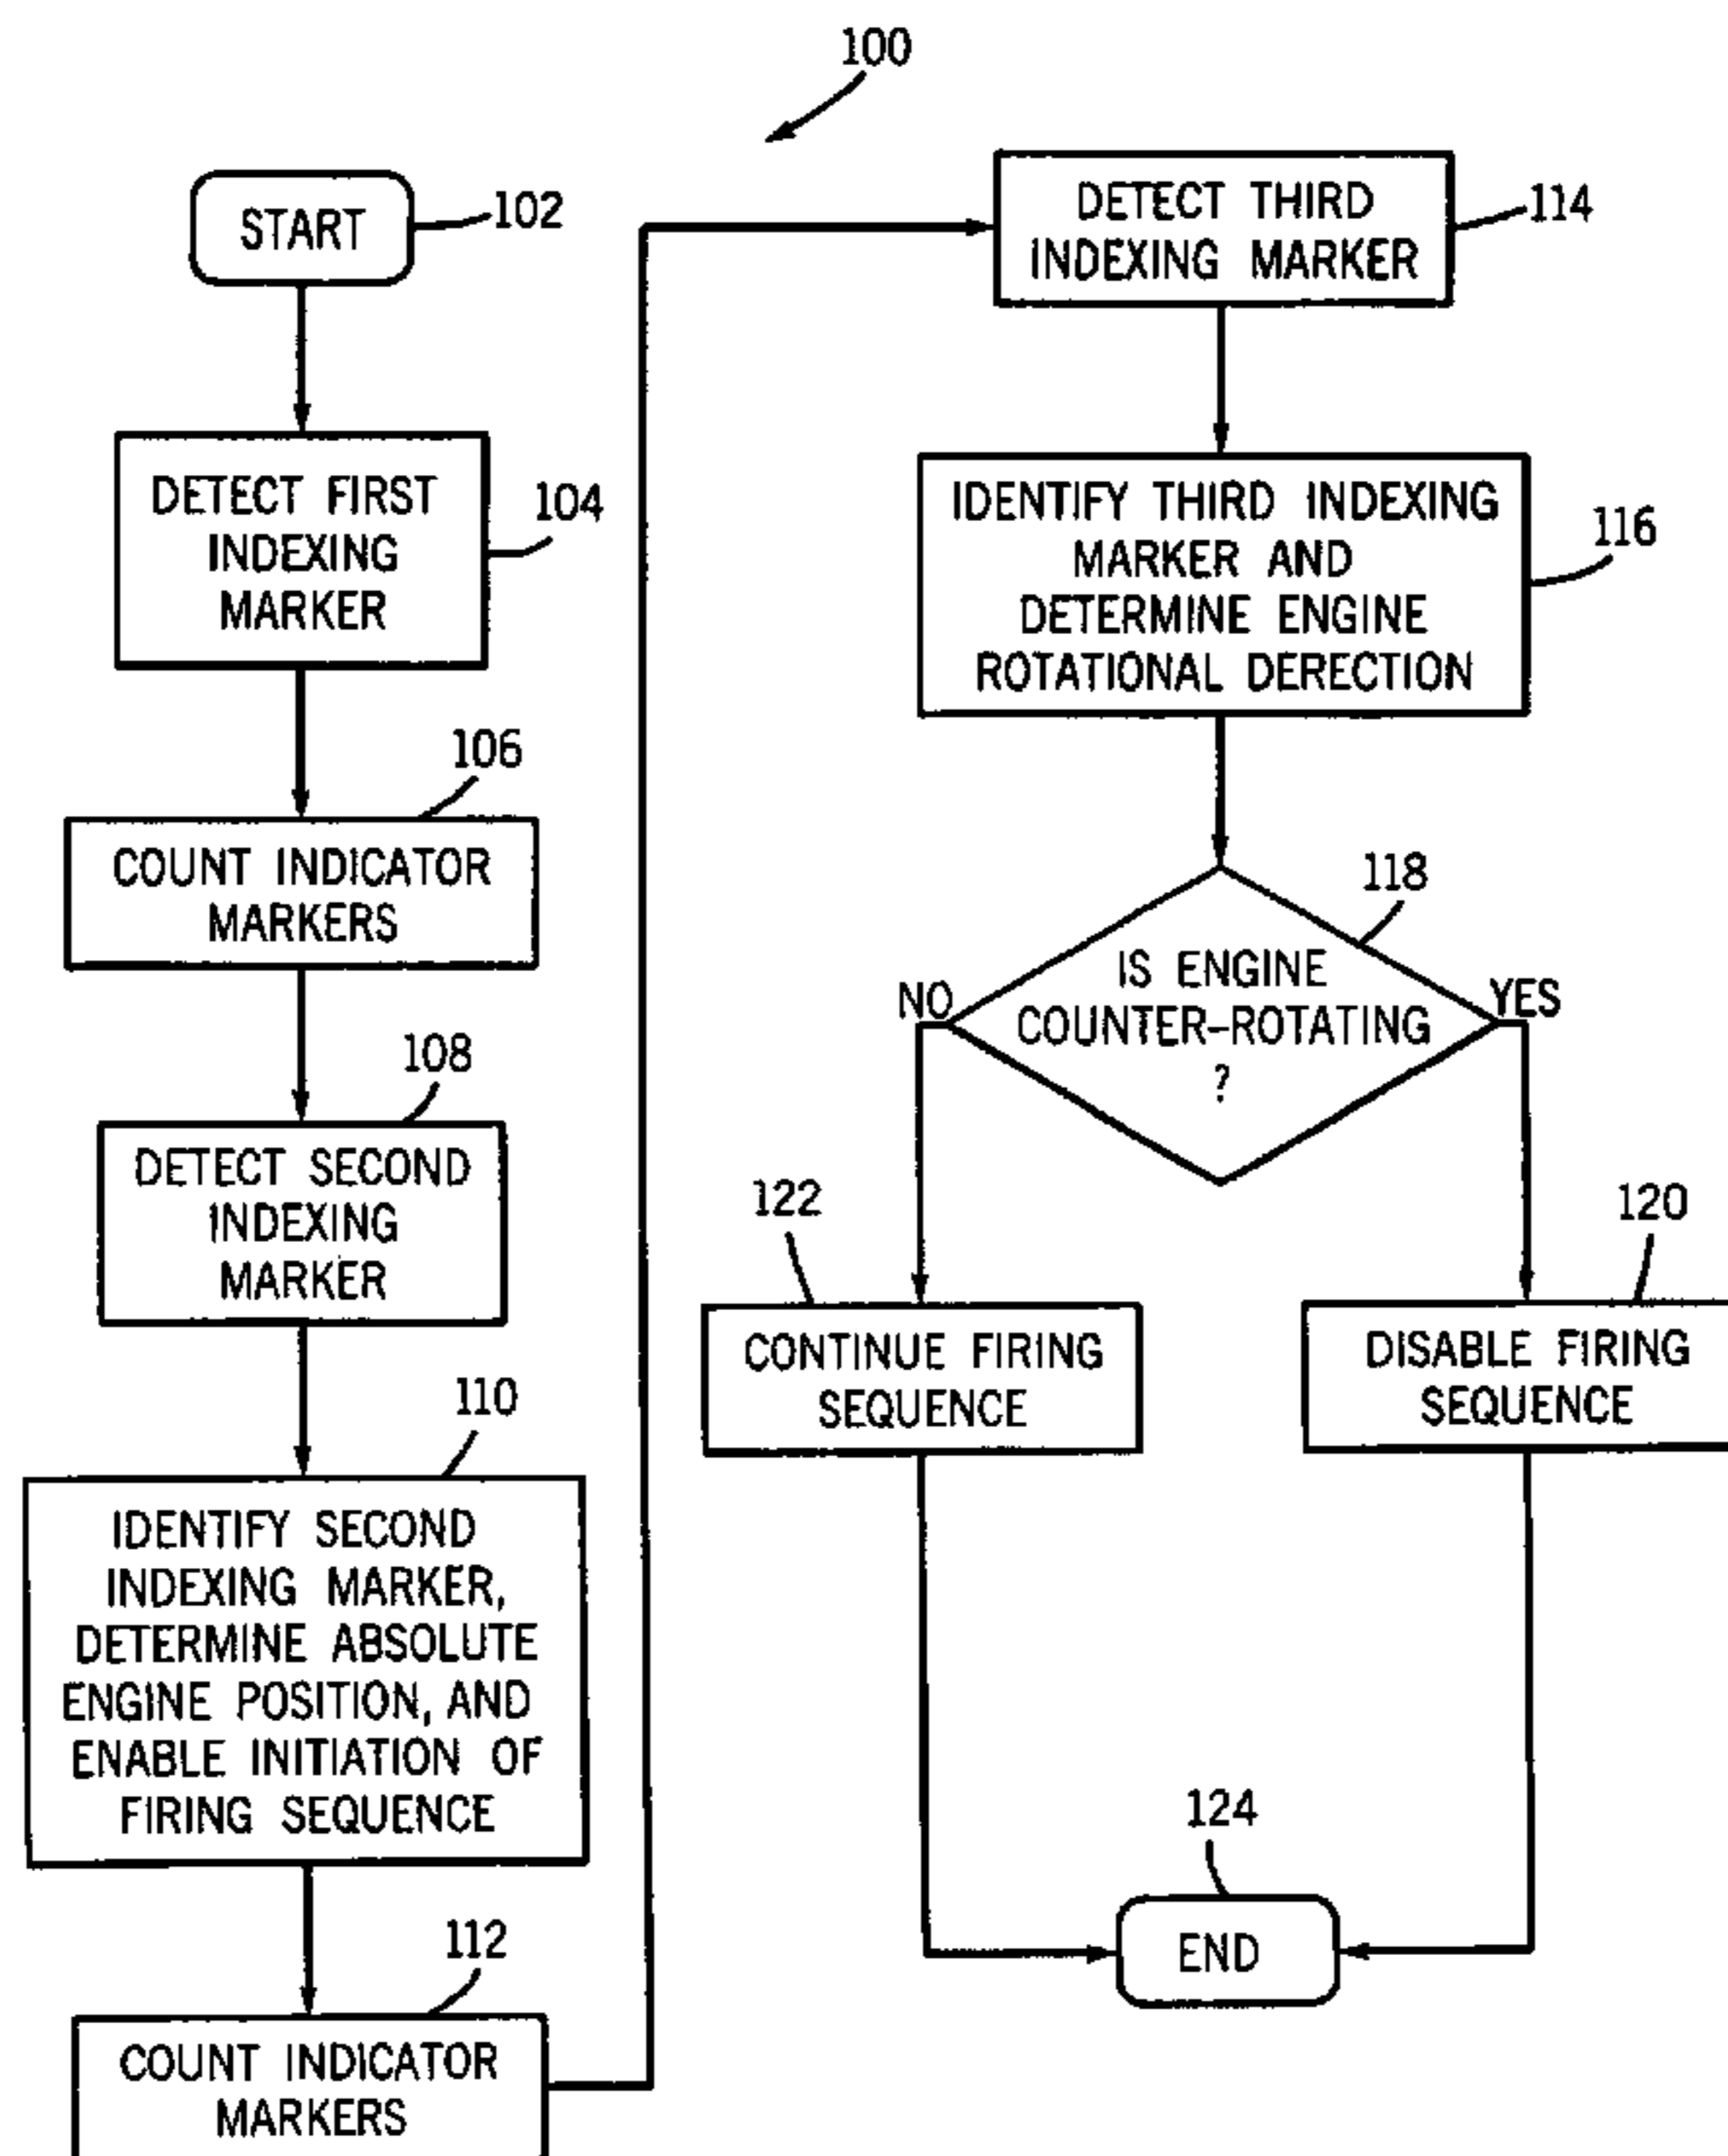 100
START
102
DETECT FIRST
INDEXING
MARKER
104
106
COUNT INDICATOR
MARKERS
108
DETECT SECOND
INDEXING
MARKER
110
IDENTIFY SECOND
INDEXING MARKER,
DETERMINE ABSOLUTE
ENGINE POSITION, AND
ENABLE INITIATION OF
FIRING SEQUENCE
112
COUNT INDICATOR
MARKERS
DETECT THIRD
INDEXING MARKER
114
IDENTIFY THIRD INDEXING
MARKER AND
DETERMINE ENGINE
ROTATIONAL DERECTION
116
118
IS ENGINE
COUNTER-ROTATING
?
NO
YES
122
CONTINUE FIRING
SEQUENCE
120
DISABLE FIRING
SEQUENCE
124
END